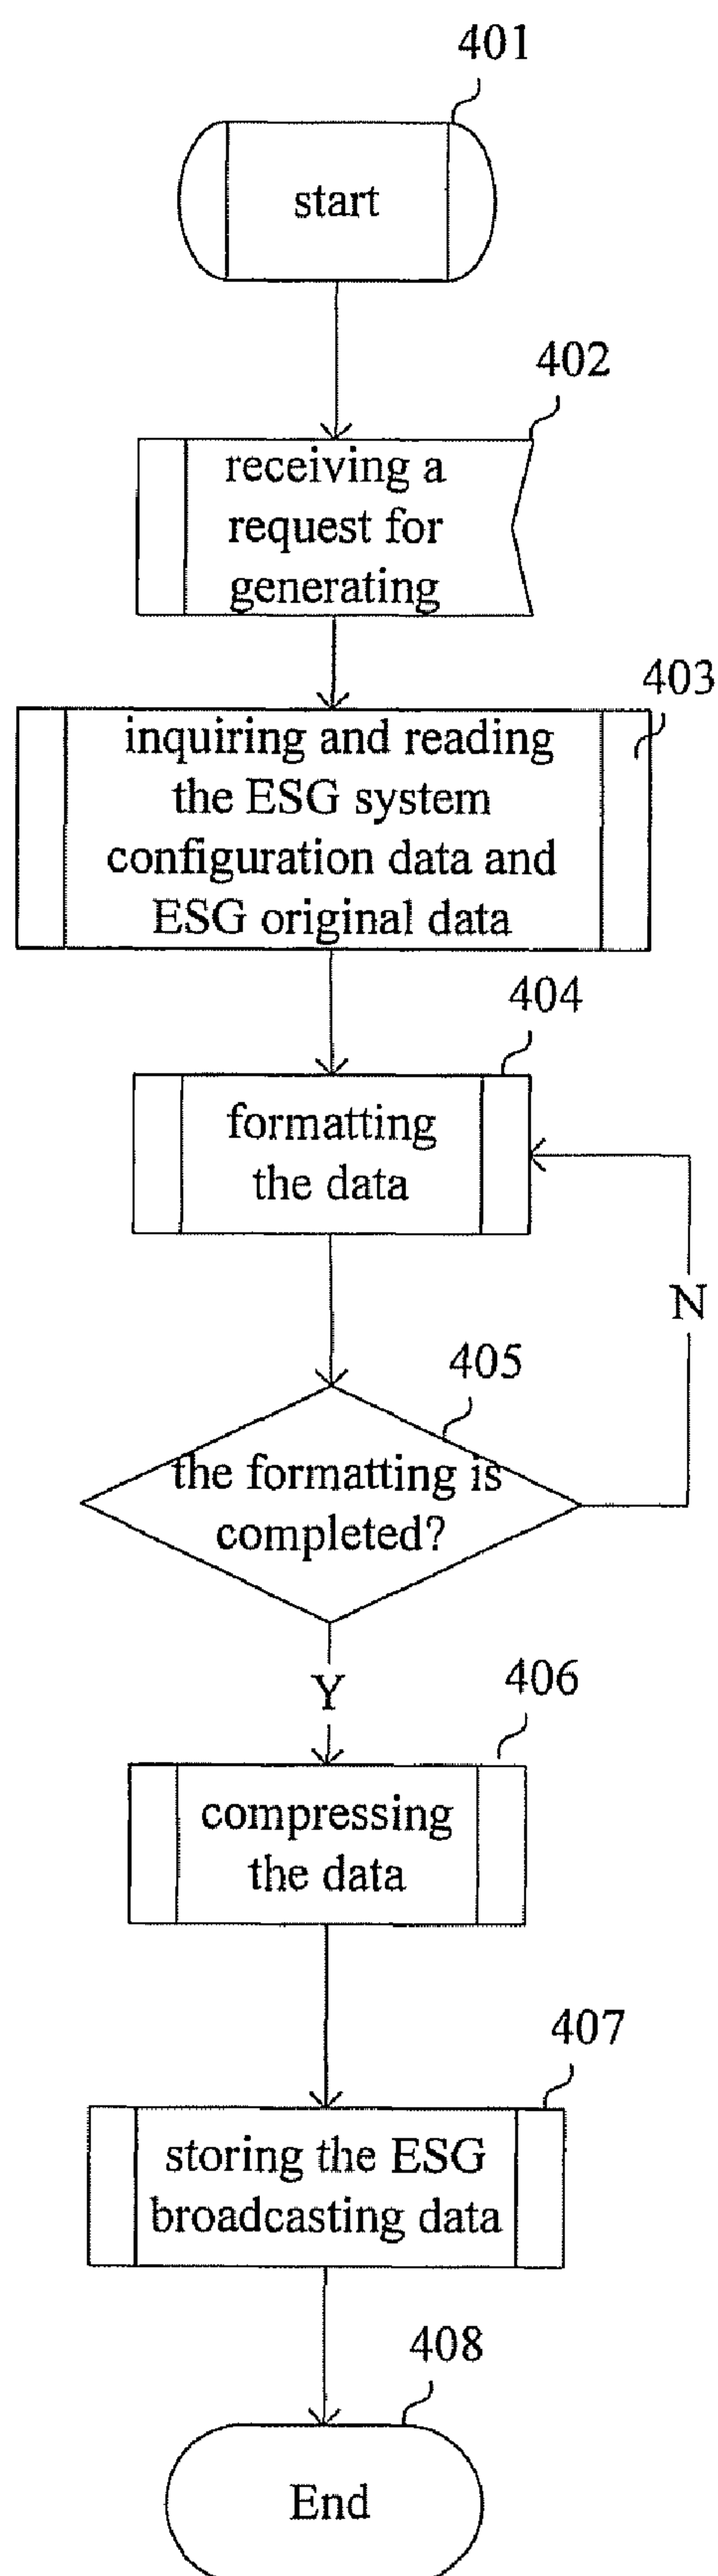 401
start
402
receiving a
request for
generating
403
inquiring and reading
the ESG system
configuration data and
ESG original data
404
formatting
the data
N
405
the formatting is
completed?
Y
406
compressing
the data
407
storing the ESG
broadcasting data
408
End